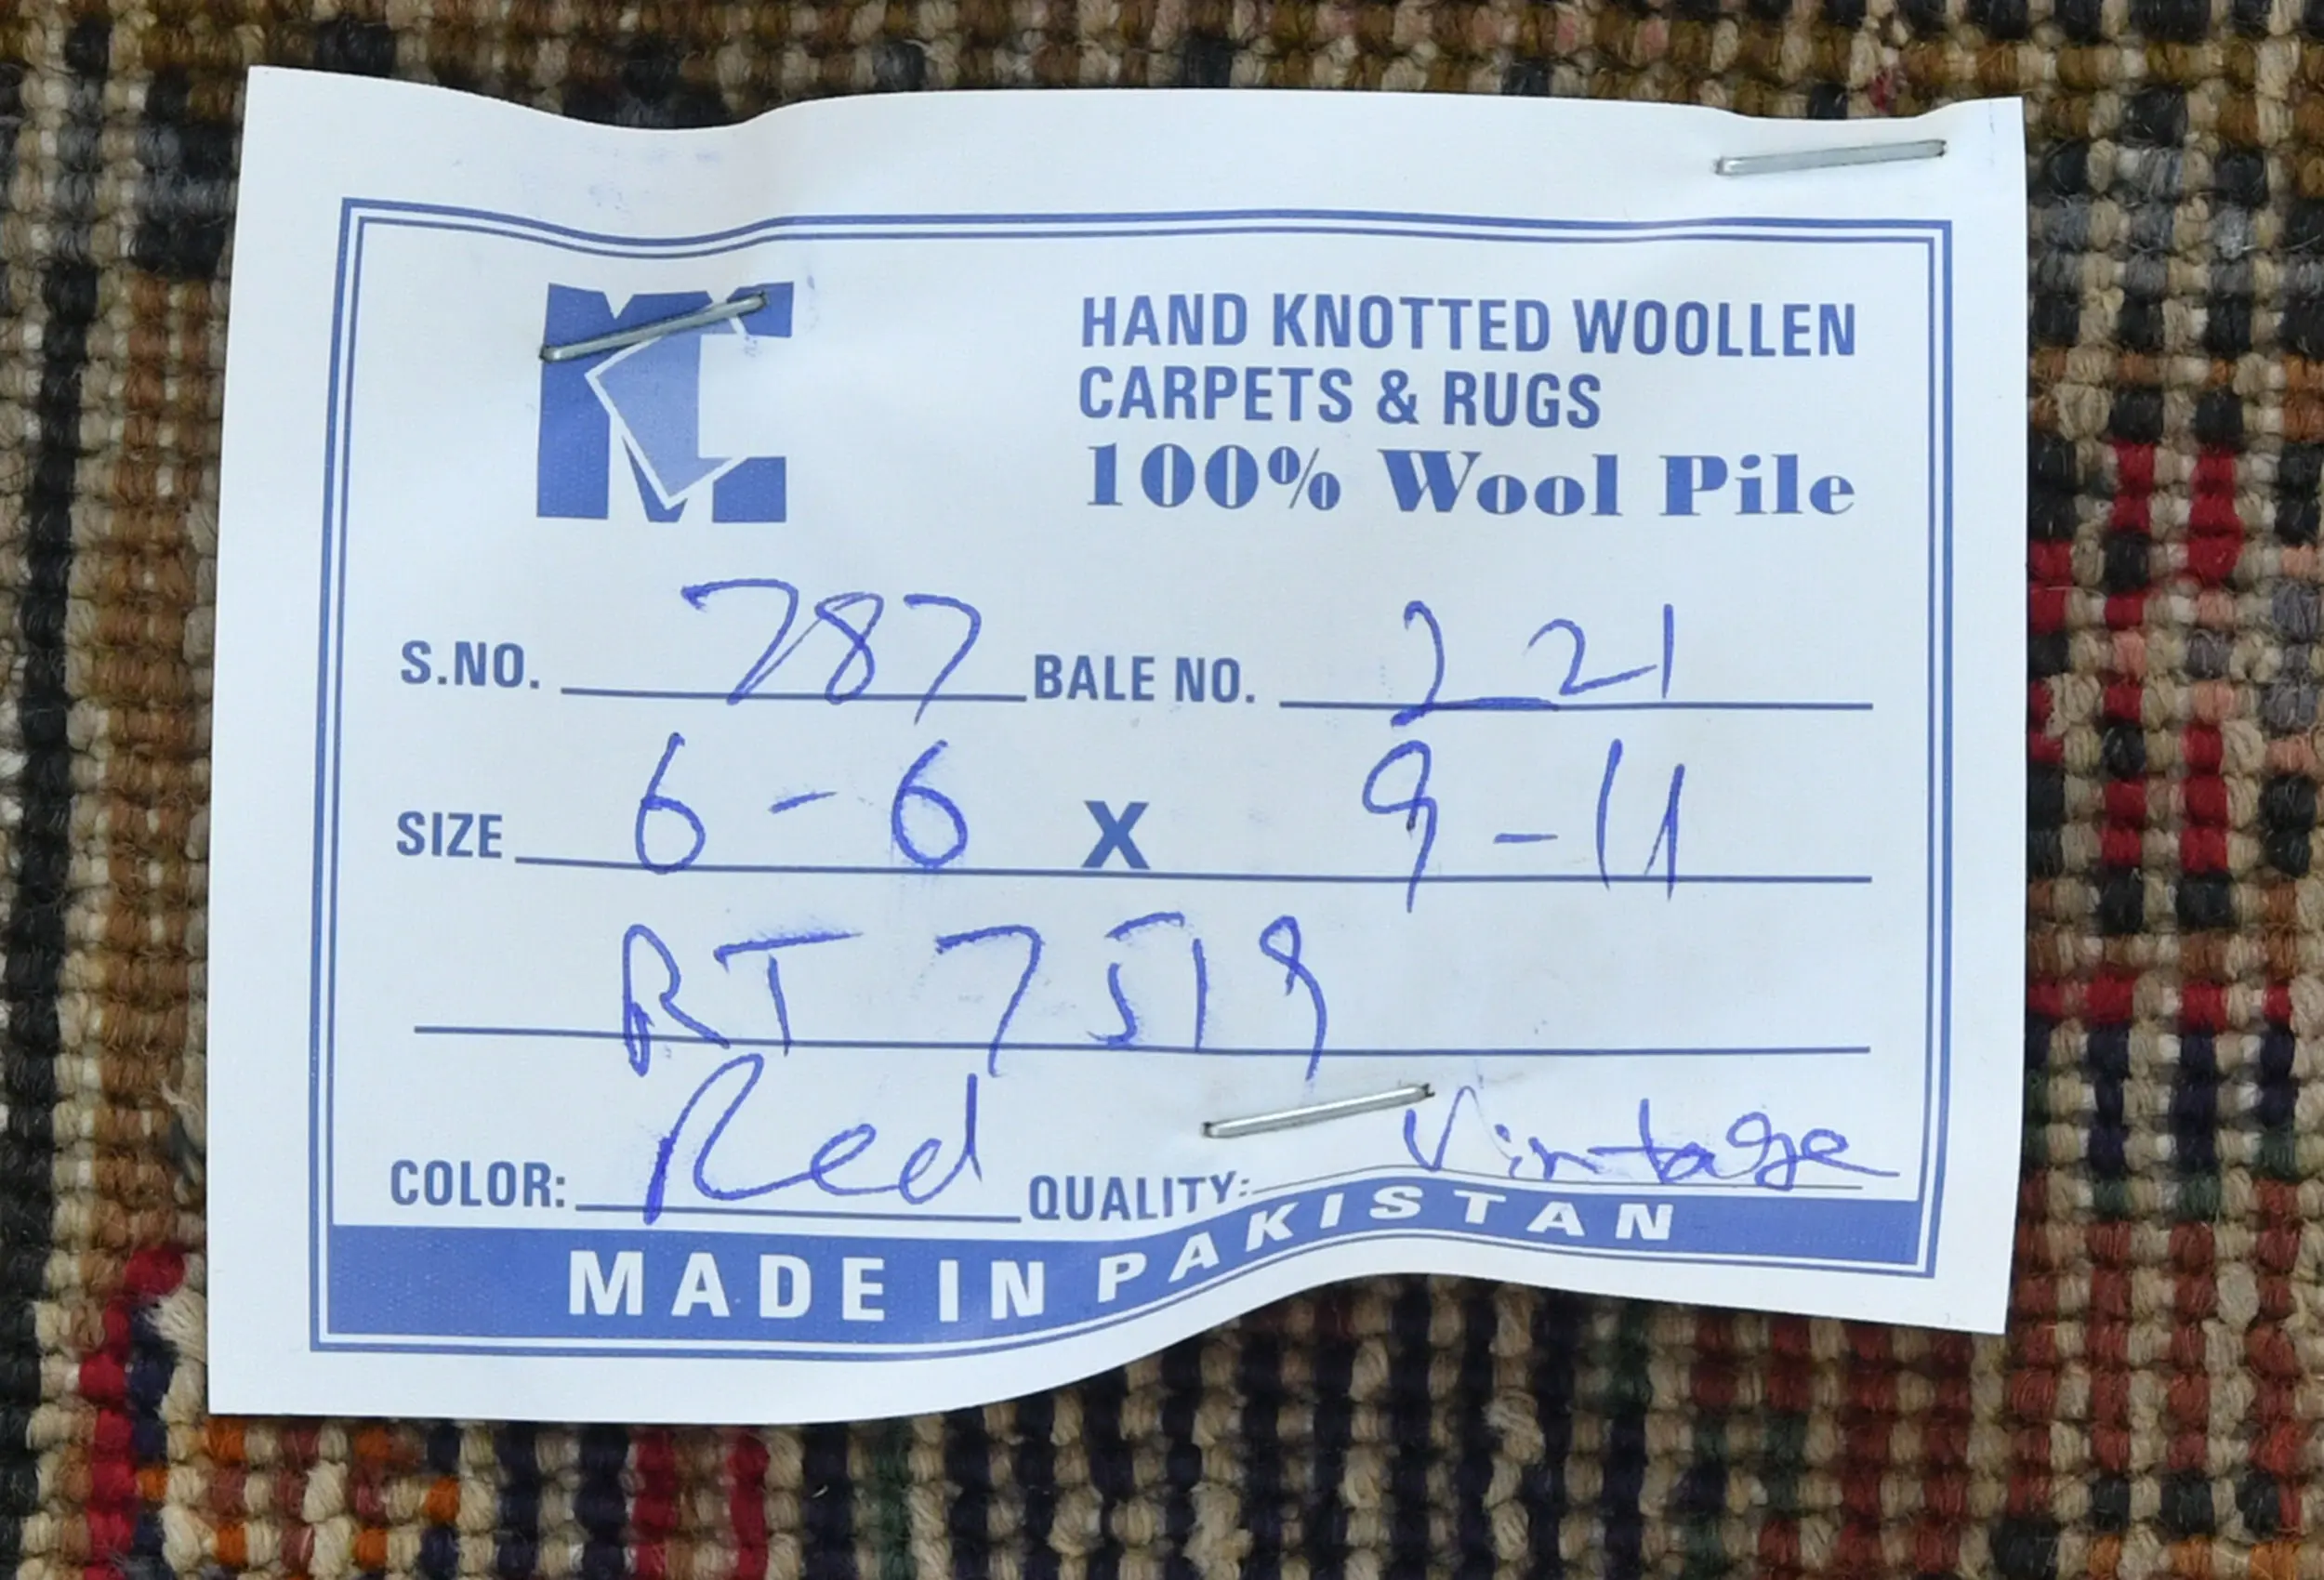 MC
HAND KNOTTED WOOLLEN
CARPETS & RUGS
100% Wool Pile
S.NO. 787 BALE NO. 221
SIZE 6-6 X 9-11
RT 7519
COLOR: Red QUALITY: Vintage
MADE IN PAKISTAN